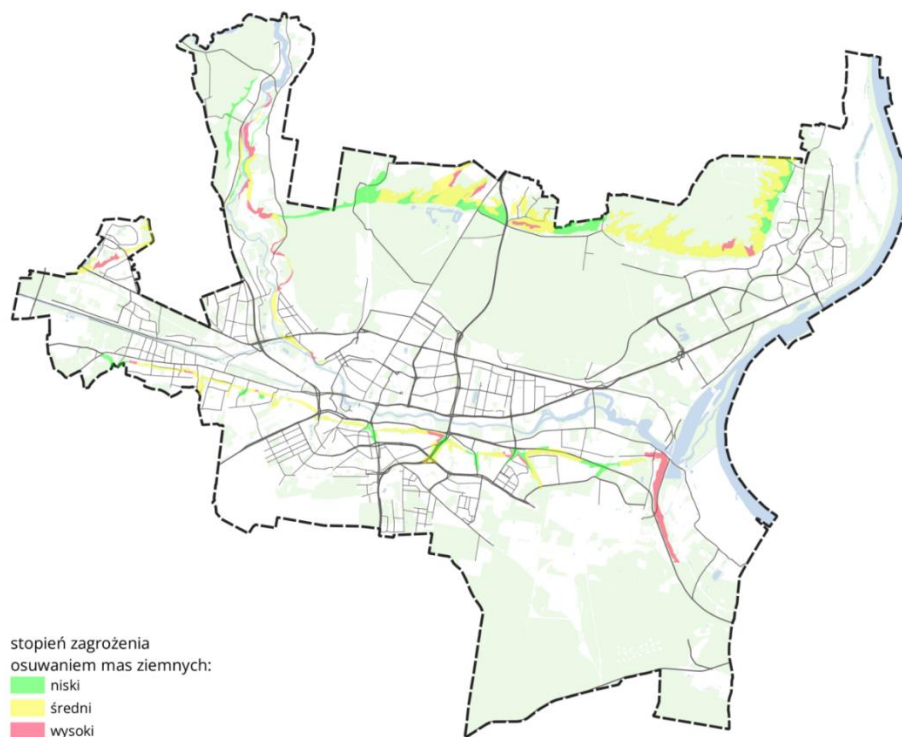 stopień zagrożenia
osuwaniem mas ziemnych:
niski
średni
wysoki